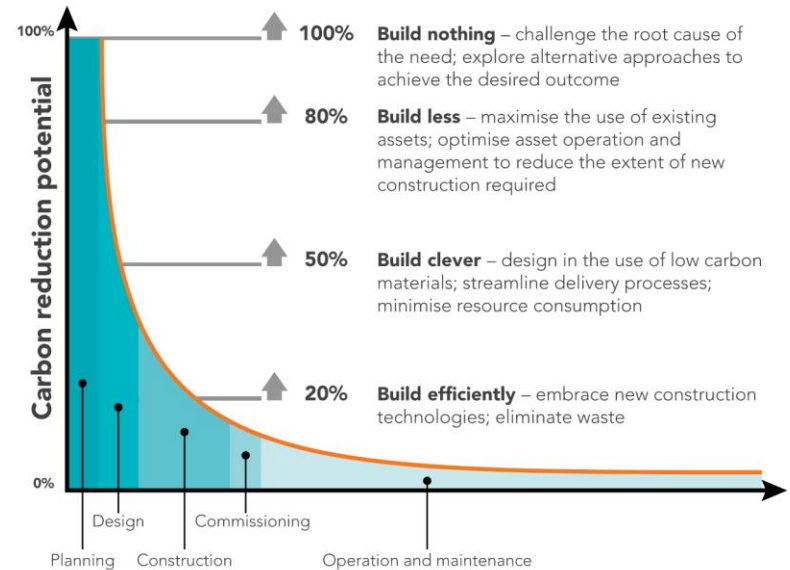 100%
Carbon reduction potential
0%
100% Build nothing – challenge the root cause of
the need; explore alternative approaches to
achieve the desired outcome
80% Build less – maximise the use of existing
assets; optimise asset operation and
management to reduce the extent of new
construction required
50% Build clever – design in the use of low carbon
materials; streamline delivery processes;
minimise resource consumption
20% Build efficiently – embrace new construction
technologies; eliminate waste
Design
Commissioning
Planning
Construction
Operation and maintenance